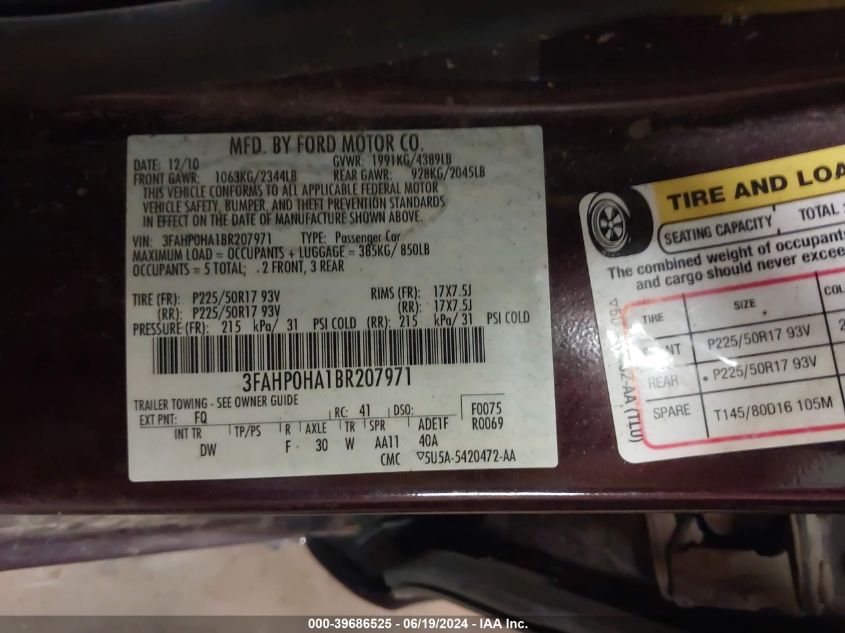 MFD. BY FORD MOTOR CO.
DATE: 12/10 GVWR: 1991KG/4389LB
FRONT GAWR: 1063KG/2344LB REAR GAWR: 928KG/2045LB
THIS VEHICLE CONFORMS TO ALL APPLICABLE FEDERAL MOTOR
VEHICLE SAFETY, BUMPER, AND THEFT PREVENTION STANDARDS
IN EFFECT ON THE DATE OF MANUFACTURE SHOWN ABOVE.
VIN: 3FAHP0HA1BR207971 TYPE: Passenger Car
MAXIMUM LOAD = OCCUPANTS + LUGGAGE = 385KG/ 850LB
OCCUPANTS = 5 TOTAL; 2 FRONT, 3 REAR
TIRE (FR): P225/50R17 93V RIMS (FR): 17X7.5J
(RR): P225/50R17 93V (RR): 17X7.5J
PRESSURE (FR): 215 kPa/ 31 PSI COLD (RR): 215 kPa/ 31 PSI COLD
3FAHP0HA1BR207971
TRAILER TOWING - SEE OWNER GUIDE
EXT PNT: FQ RC: 41 DSO: F0075
INT TR TP/PS R AXLE TR SPR ADE1F R0069
DW F 30 W AA11 40A
CMC ▽5U5A-5420472-AA
TIRE AND LOA
SEATING CAPACITY TOTAL
The combined weight of occupants
and cargo should never excee
TIRE SIZE COL
NT P225/50R17 93V 2
REAR P225/50R17 93V
SPARE T145/80D16 105M
2-AA (T1U)
000-39686525 - 06/19/2024 - IAAI.COM